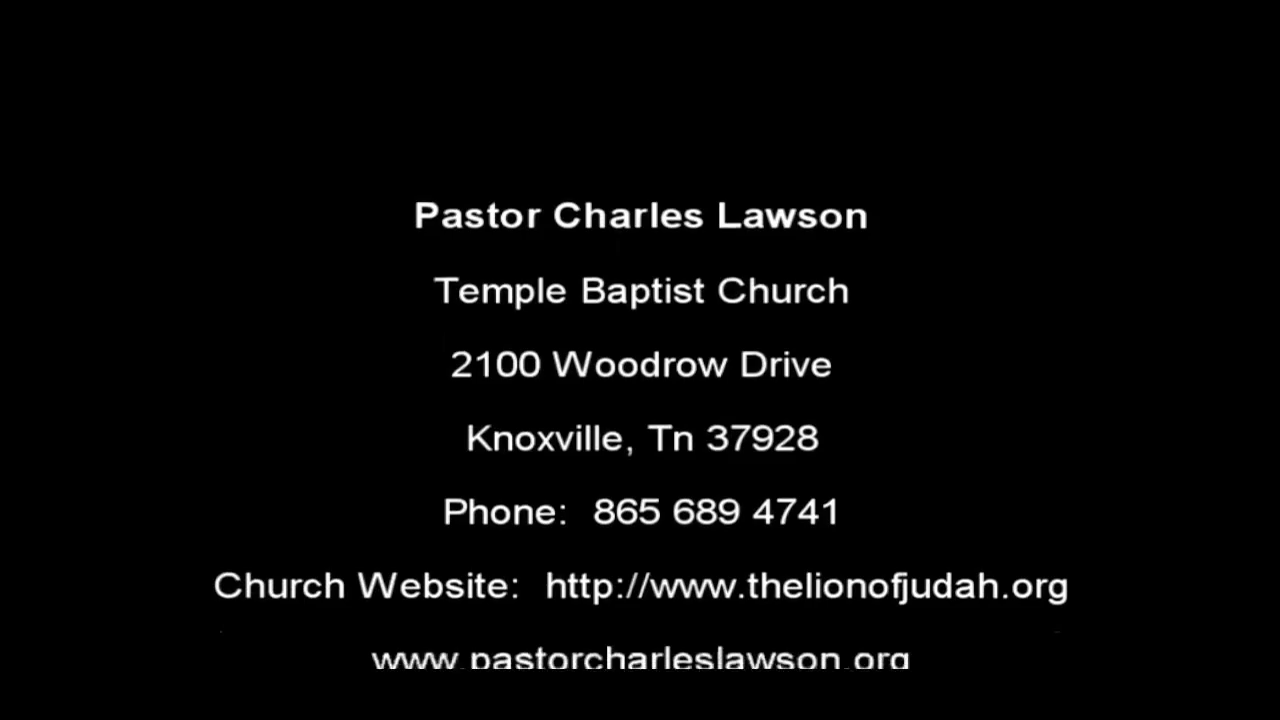 Pastor Charles Lawson
Temple Baptist Church
2100 Woodrow Drive
Knoxville, Tn 37928
Phone:  865 689 4741
Church Website:  http://www.thelionofjudah.org
www.pastorcharleslawson.org